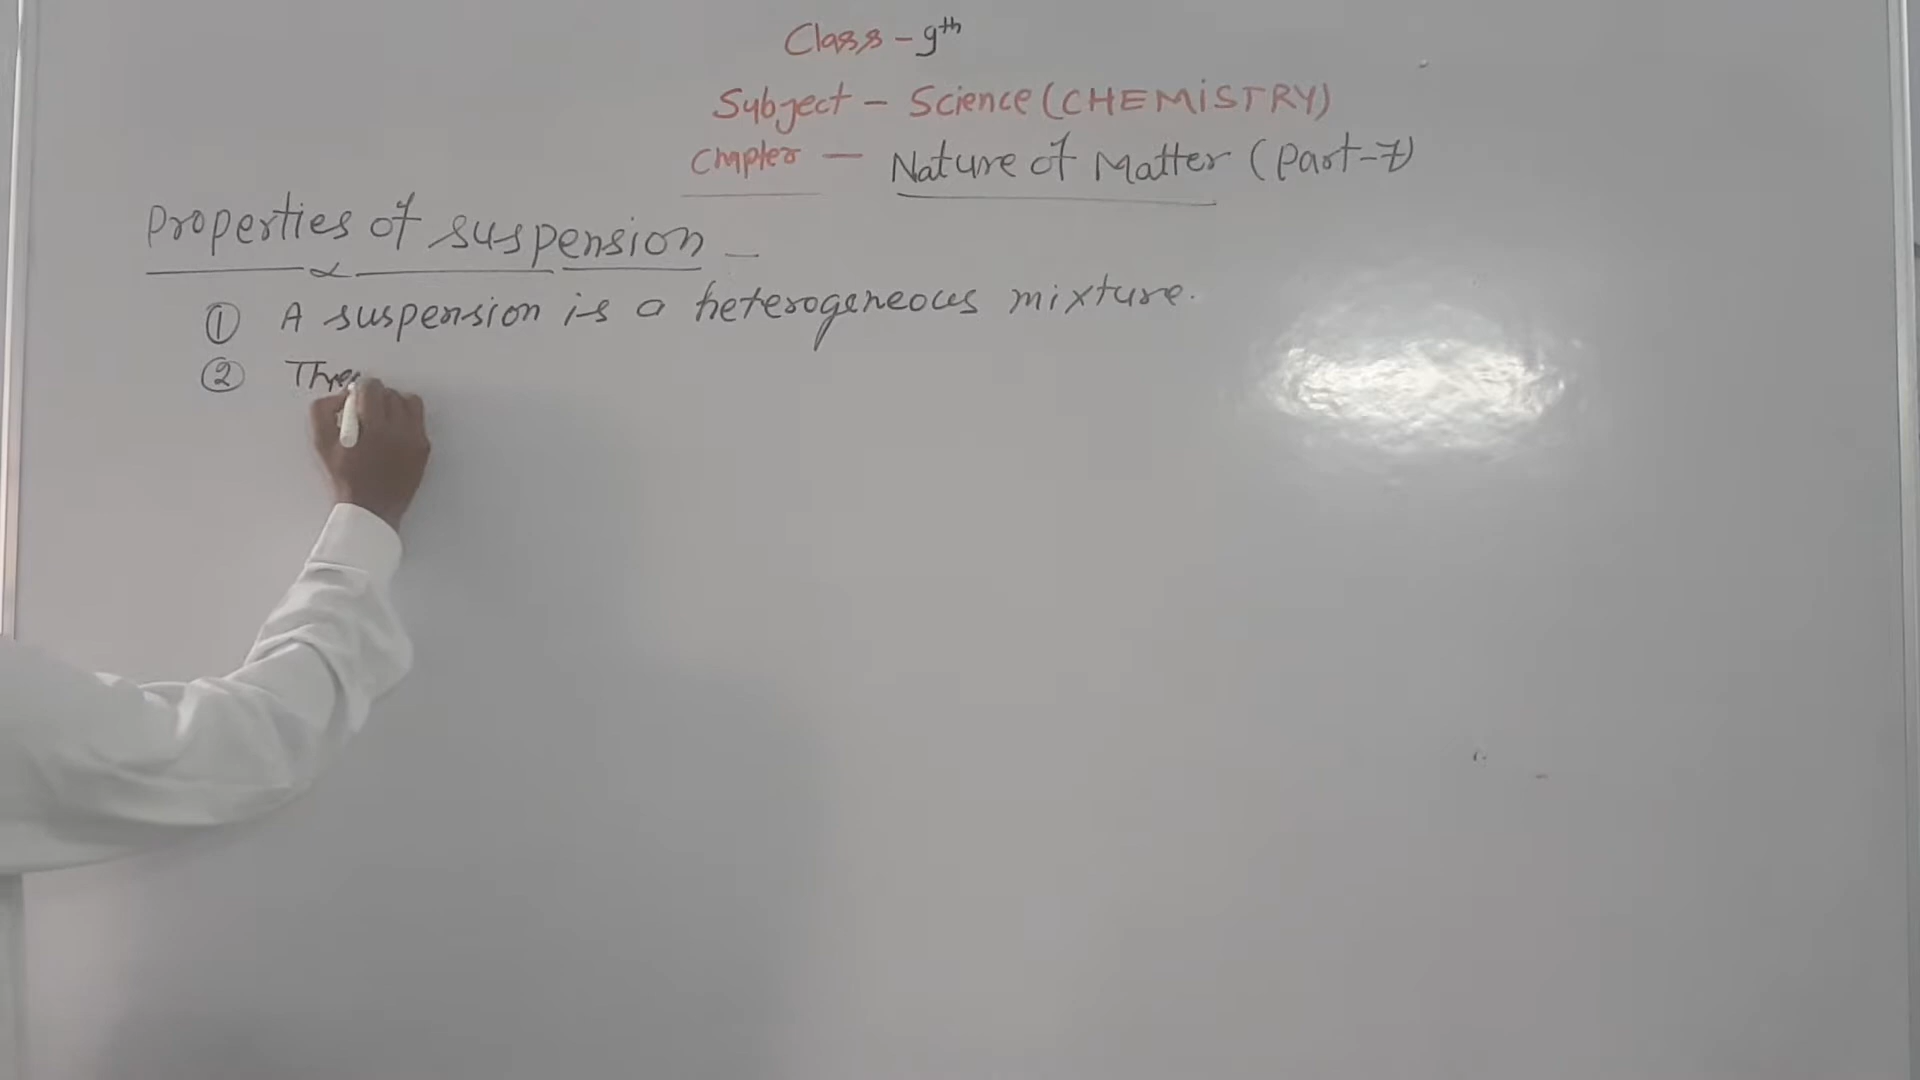 Class - 9th
Subject - Science (CHEMISTRY)
Chapter - Nature of Matter (Part-7)
Properties of suspension -
① A suspension is a heterogeneous mixture.
②